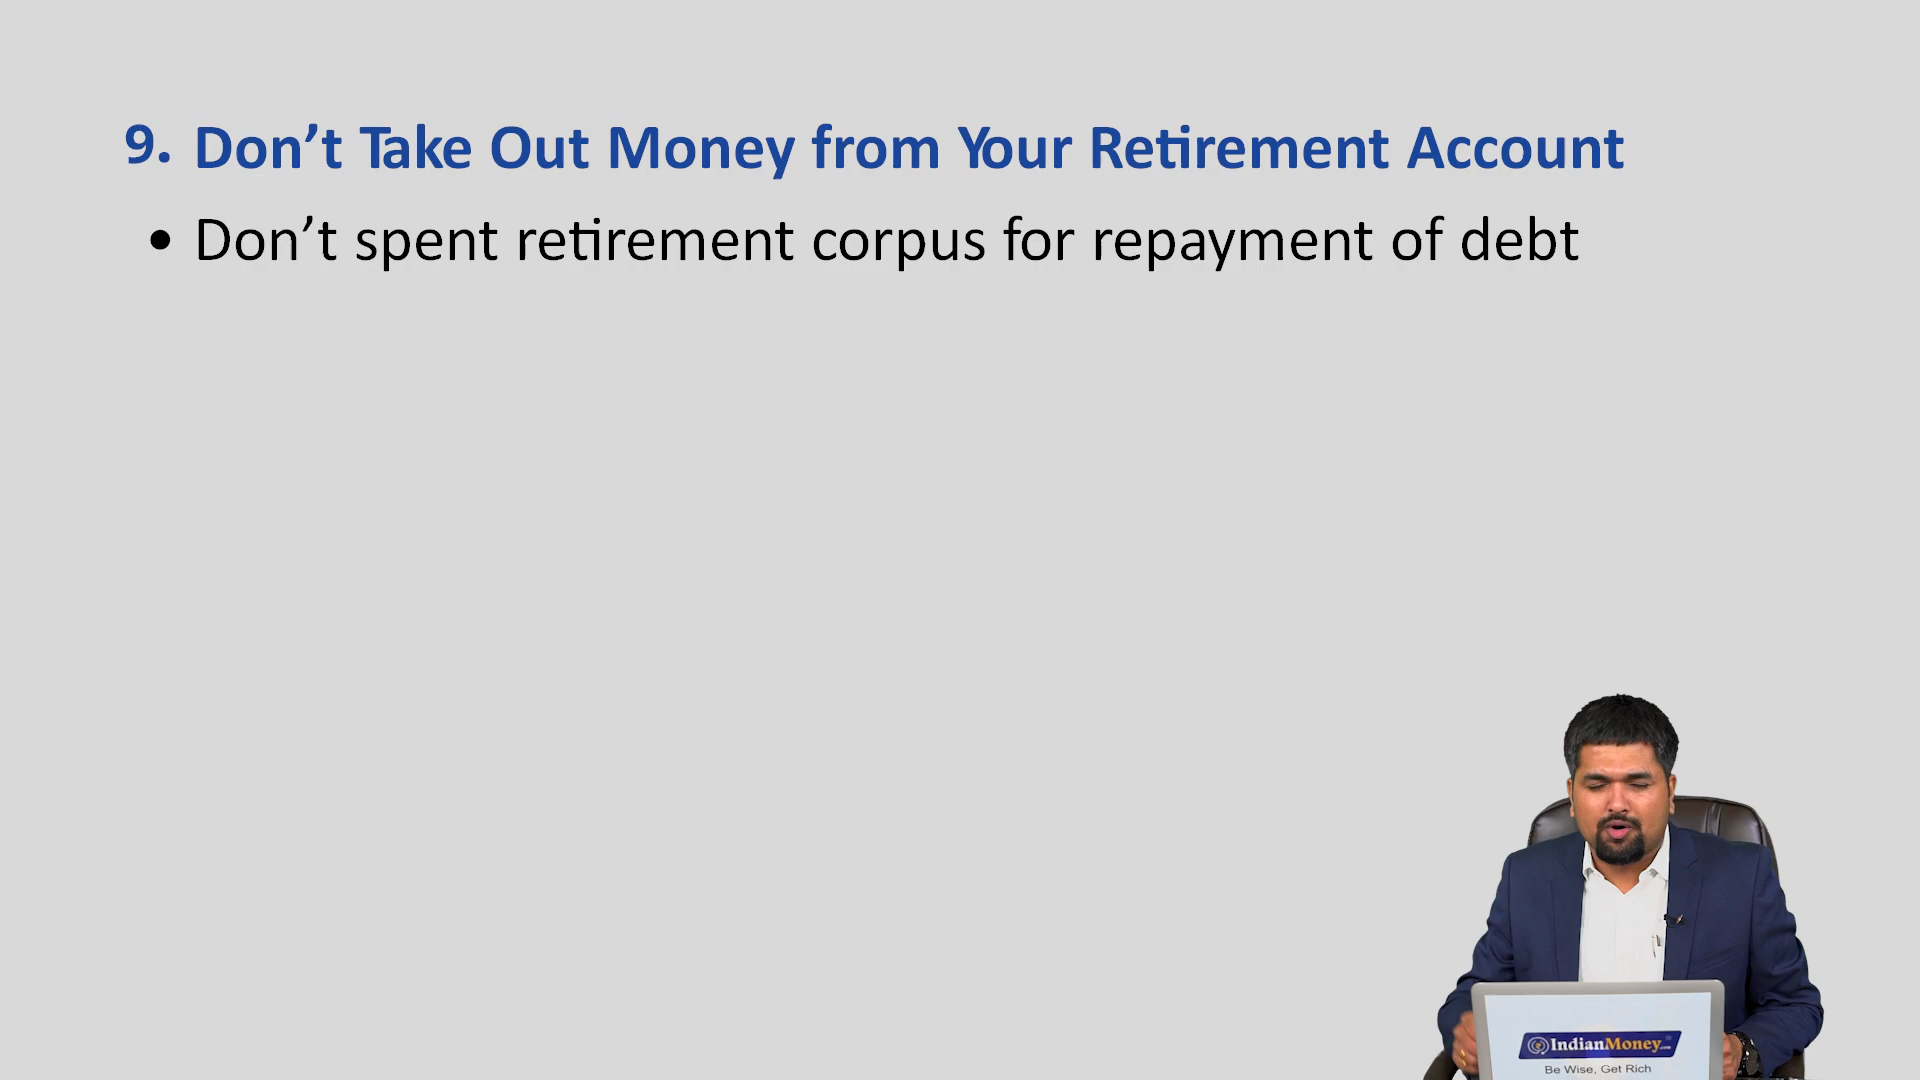 9. Don’t Take Out Money from Your Retirement Account
• Don’t spent retirement corpus for repayment of debt
IndianMoney.com
Be Wise, Get Rich